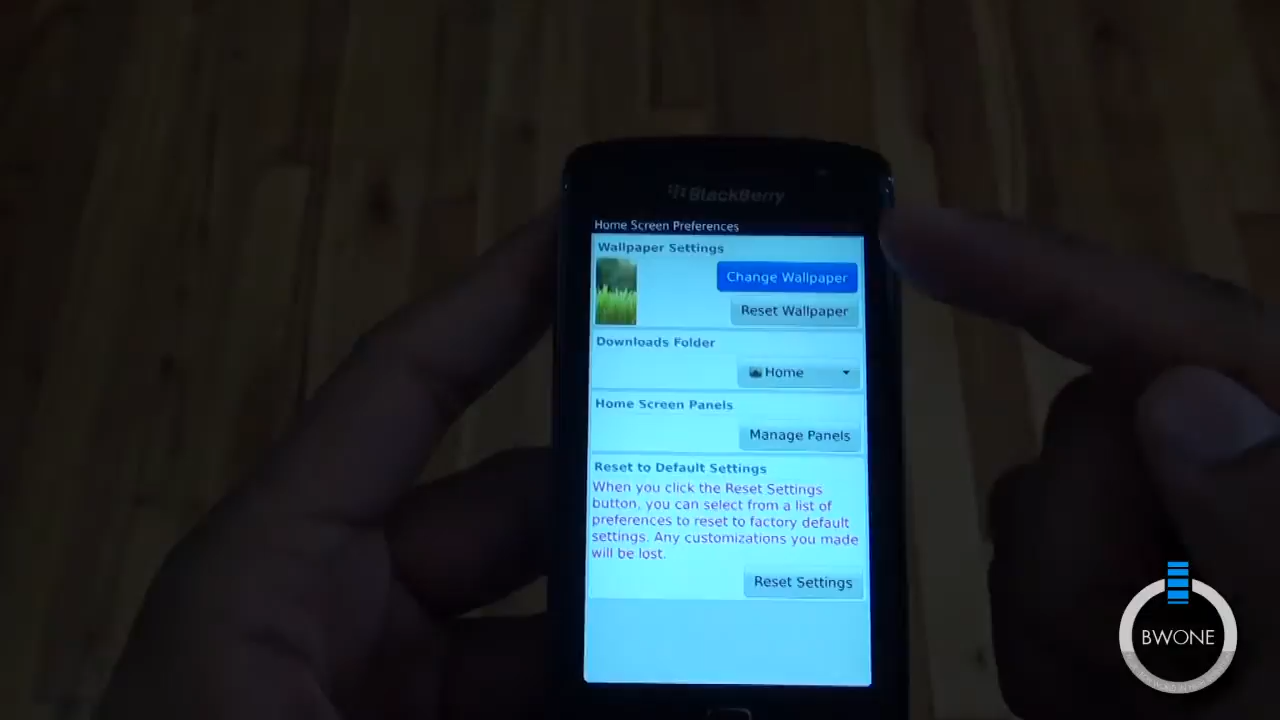 BlackBerry
Home Screen Preferences
Wallpaper Settings
Change Wallpaper
Reset Wallpaper
Downloads Folder
Home
Home Screen Panels
Manage Panels
Reset to Default Settings
When you click the Reset Settings
button, you can select from a list of
preferences to reset to factory default
settings. Any customizations you made
will be lost.
Reset Settings
BWONE